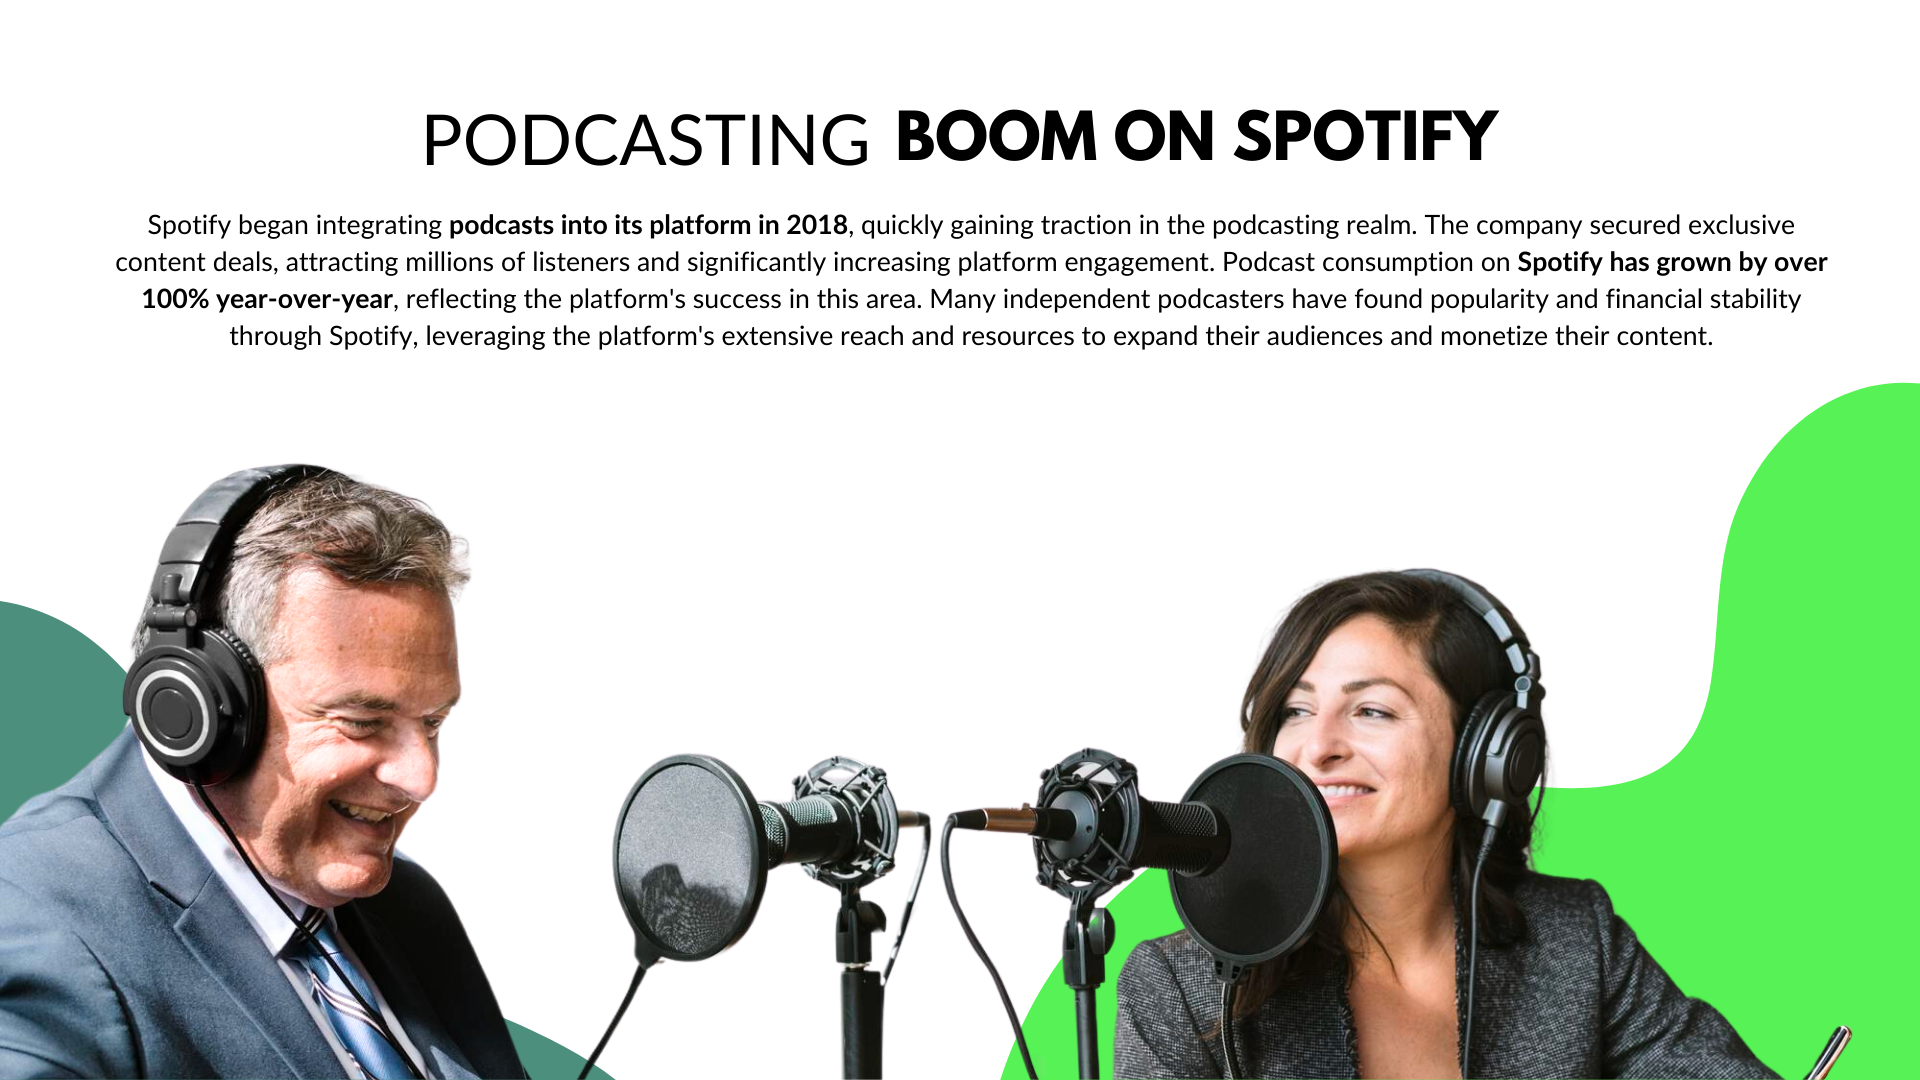 PODCASTING BOOM ON SPOTIFY
Spotify began integrating podcasts into its platform in 2018, quickly gaining traction in the podcasting realm. The company secured exclusive
content deals, attracting millions of listeners and significantly increasing platform engagement. Podcast consumption on Spotify has grown by over
100% year-over-year, reflecting the platform's success in this area. Many independent podcasters have found popularity and financial stability
through Spotify, leveraging the platform's extensive reach and resources to expand their audiences and monetize their content.